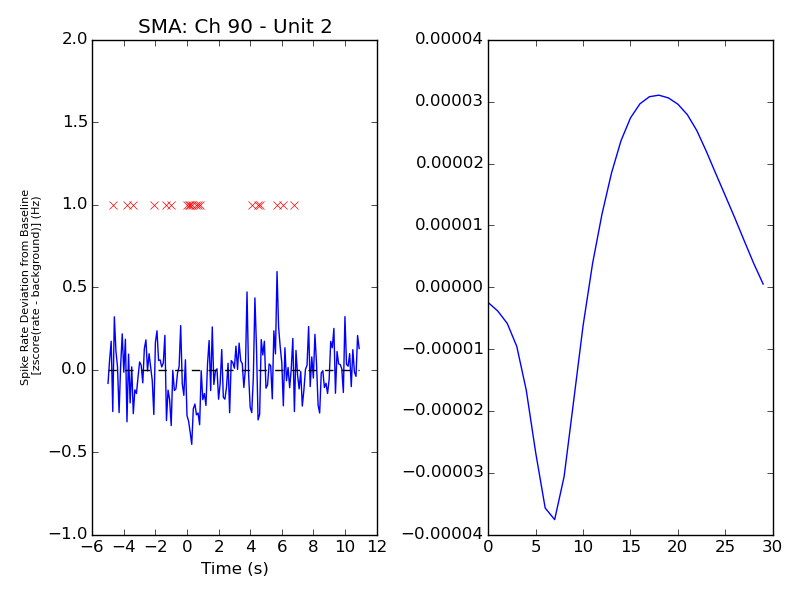 SMA: Ch 90 - Unit 2
2.0
1.5
1.0
0.5
0.0
−0.5
−1.0
Spike Rate Deviation from Baseline
[zscore(rate - background)] (Hz)
−6 −4 −2 0 2 4 6 8 10 12
Time (s)
0.00004
0.00003
0.00002
0.00001
0.00000
−0.00001
−0.00002
−0.00003
−0.00004
0 5 10 15 20 25 30